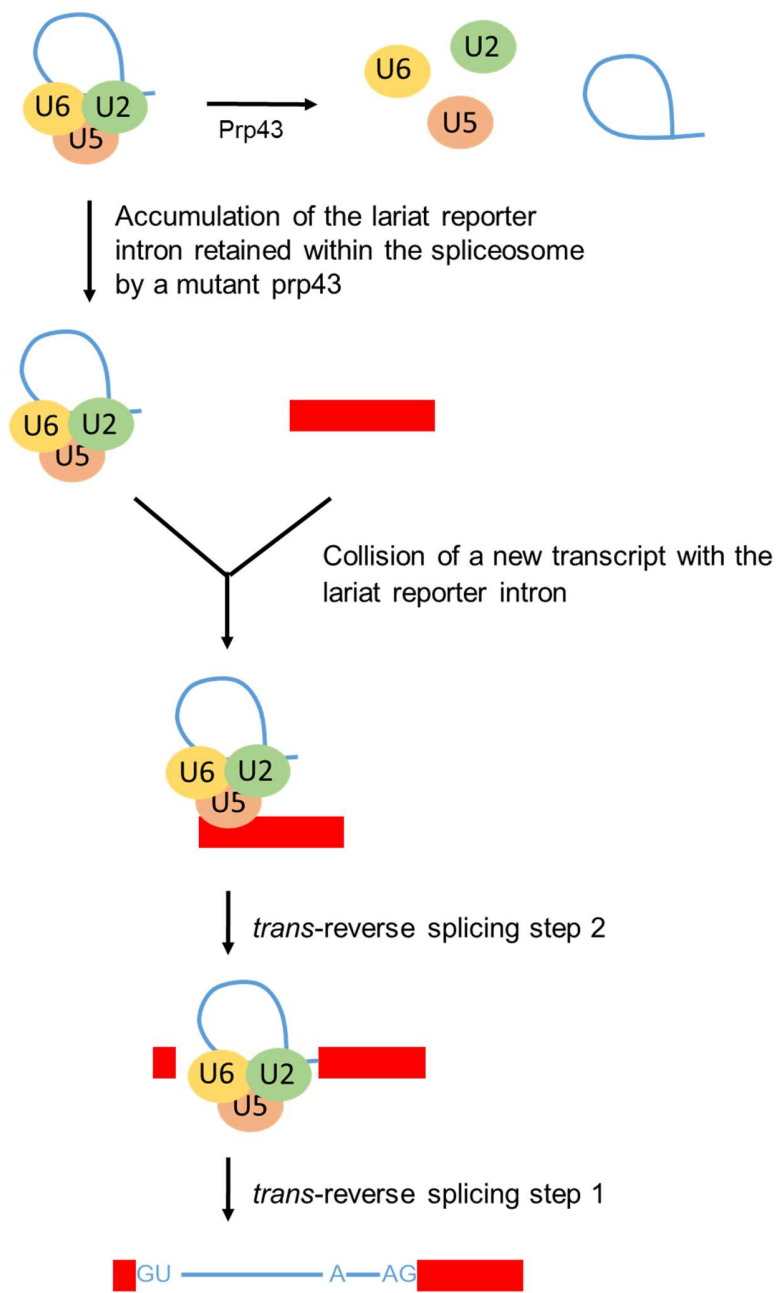 U6 U2 U5
Prp43
U6 U2 U5
Accumulation of the lariat reporter
intron retained within the spliceosome
by a mutant prp43
U6 U2
U5
Collision of a new transcript with the
lariat reporter intron
U6 U2
U5
trans-reverse splicing step 2
U6 U2
U5
trans-reverse splicing step 1
GU A AG